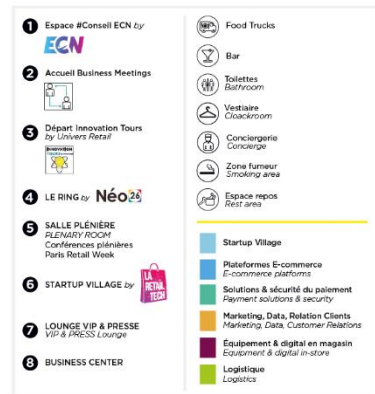 1 Espace #Conseil ECN by
ECN
2 Accueil Business Meetings
3 Départ Innovation Tours
by Univers Retail
INNOVATION
4 LE RING by Néo26
5 SALLE PLÉNIÈRE
PLENARY ROOM
Conférences plénières
Paris Retail Week
6 STARTUP VILLAGE by
LA
RETAIL
TECH
7 LOUNGE VIP & PRESSE
VIP & PRESS Lounge
8 BUSINESS CENTER
Food Trucks
Bar
Toilettes
Bathroom
Vestiaire
Cloackroom
Conciergerie
Concierge
Zone fumeur
Smoking area
Espace repos
Rest area
Startup Village
Plateformes E-commerce
E-commerce platforms
Solutions & sécurité du paiement
Payment solutions & security
Marketing, Data, Relation Clients
Marketing, Data, Customer Relations
Équipement & digital en magasin
Equipment & digital in-store
Logistique
Logistics